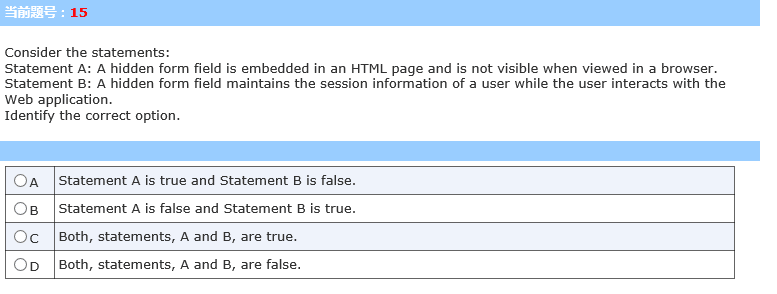 当前题号：15
Consider the statements:
Statement A: A hidden form field is embedded in an HTML page and is not visible when viewed in a browser.
Statement B: A hidden form field maintains the session information of a user while the user interacts with the
Web application.
Identify the correct option.
A Statement A is true and Statement B is false.
B Statement A is false and Statement B is true.
C Both, statements, A and B, are true.
D Both, statements, A and B, are false.